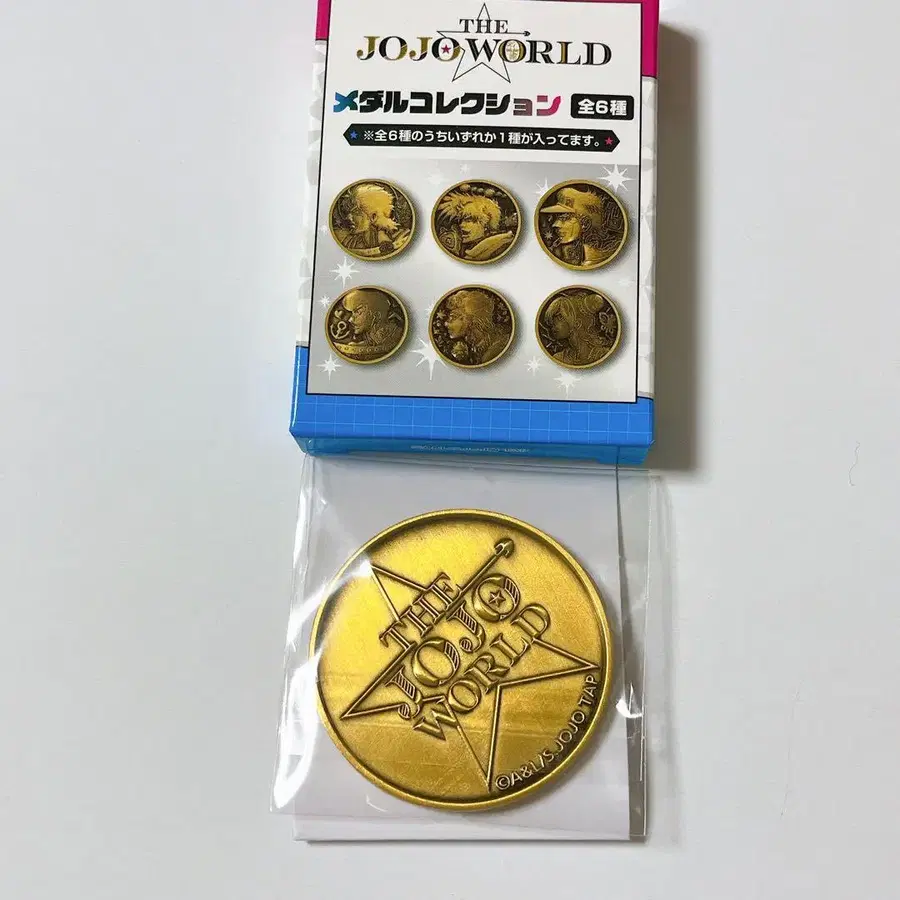 THE
JOJO WORLD
メダルコレクション 全6種
※全6種のうちいずれか1種が入ってます。
THE
JOJO
WORLD
©A&L/S.JOJO TAP